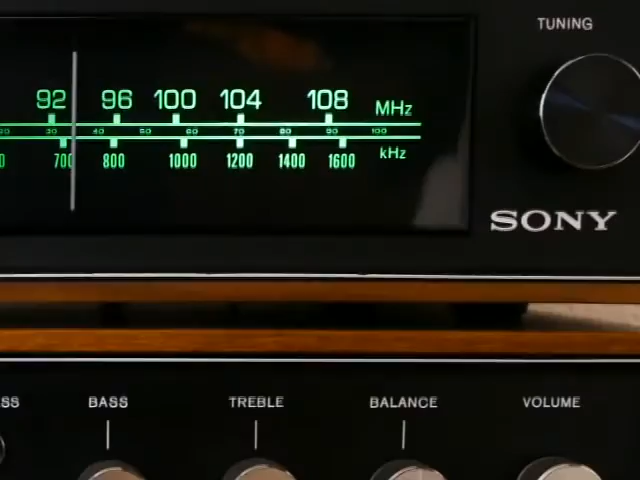 TUNING
92 96 100 104 108 MHz
30 40 50 60 70 80 90 100
700 800 1000 1200 1400 1600 kHz
SONY
BASS TREBLE BALANCE VOLUME